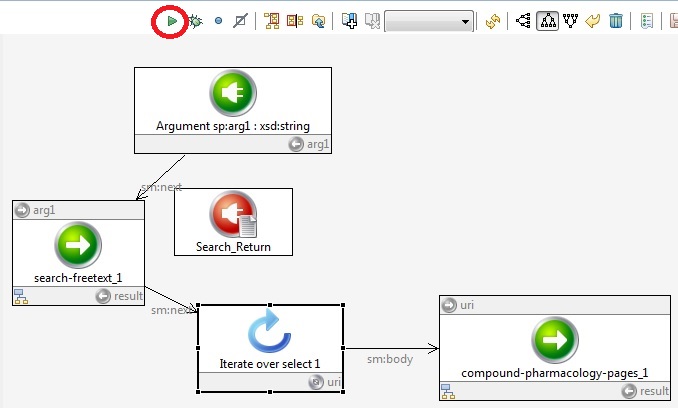 Argument sp:arg1 : xsd:string
arg1
sm:next
arg1
search-freetext_1
result
Search_Return
sm:next
Iterate over select 1
uri
sm:body
uri
compound-pharmacology-pages_1
result